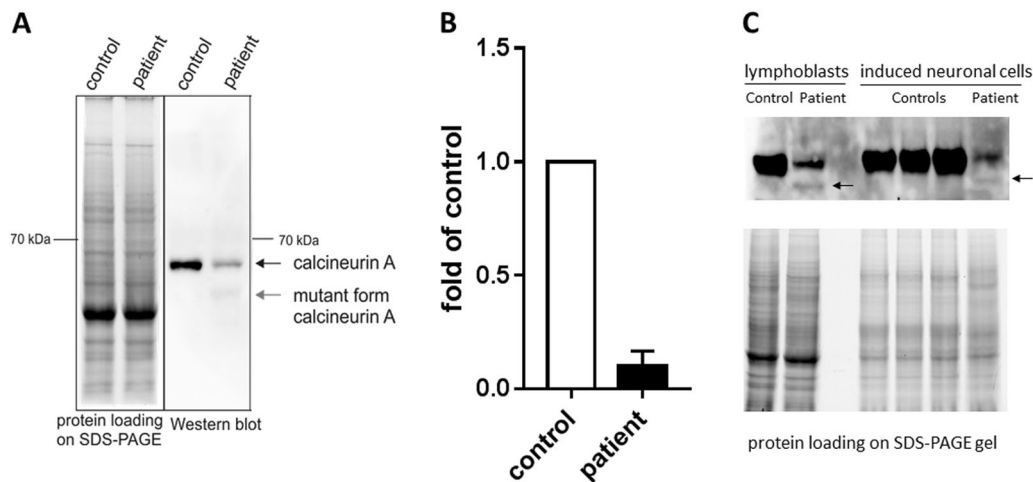 A
control
patient
control
patient
70 kDa
70 kDa
calcineurin A
mutant form
calcineurin A
protein loading
on SDS-PAGE
Western blot
B
fold of control
1.5
1.0
0.5
0.0
control
patient
C
lymphoblasts
induced neuronal cells
Control
Patient
Controls
Patient
protein loading on SDS-PAGE gel